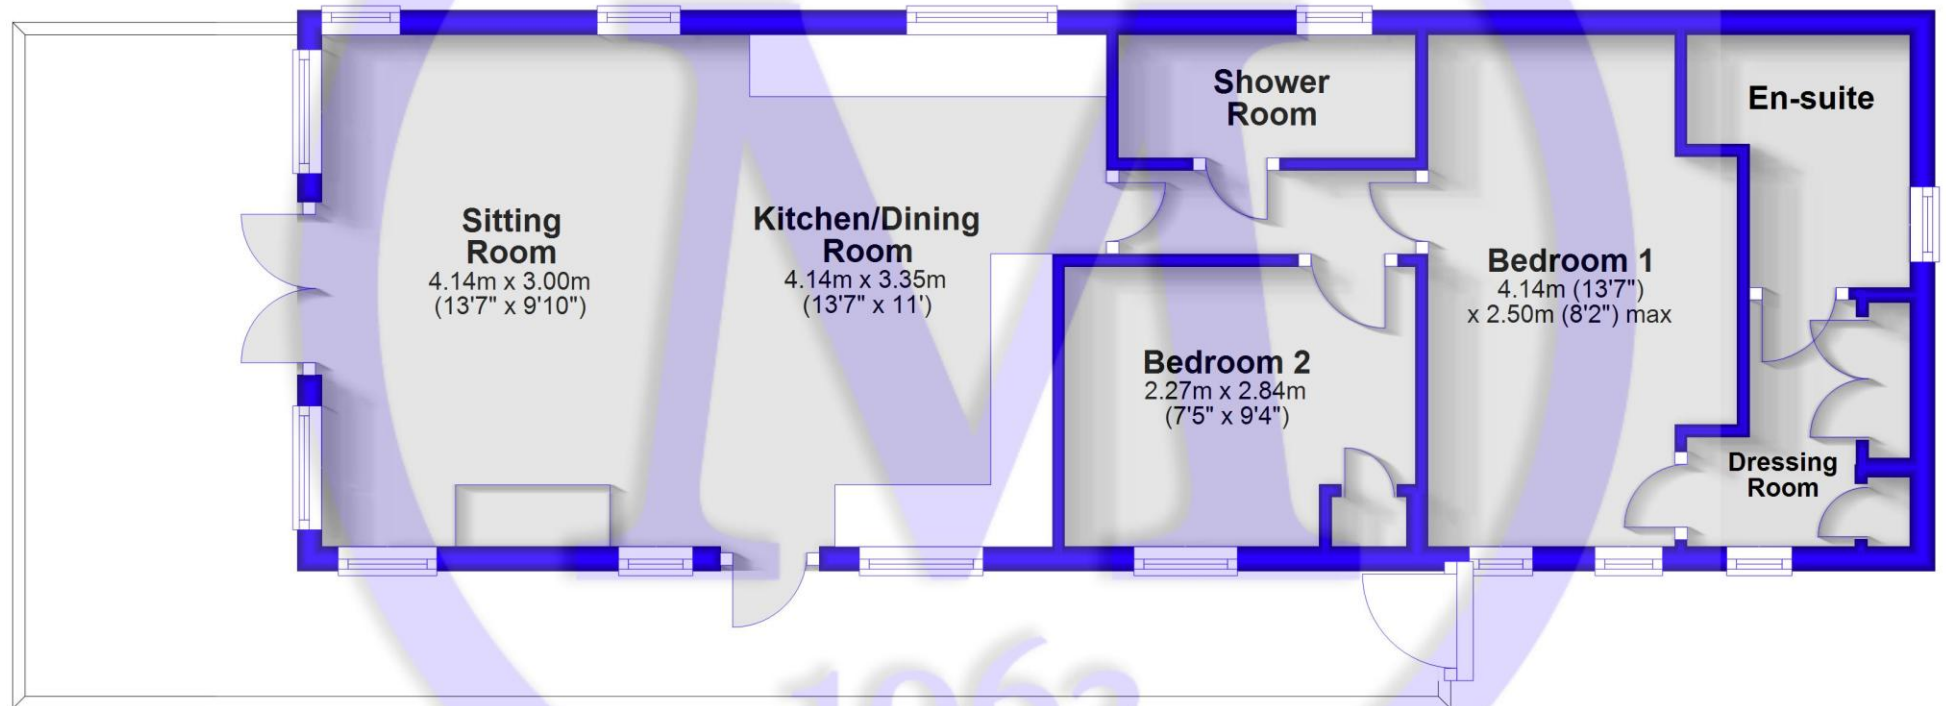 Sitting
Room
4.14m x 3.00m
(13'7" x 9'10")
Kitchen/Dining
Room
4.14m x 3.35m
(13'7" x 11')
Shower
Room
Bedroom 2
2.27m x 2.84m
(7'5" x 9'4")
Bedroom 1
4.14m (13'7")
x 2.50m (8'2") max
En-suite
Dressing
Room
M
1963